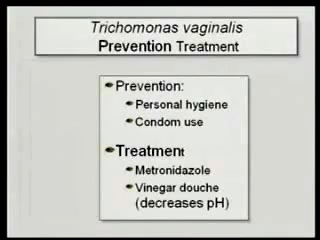 Trichomonas vaginalis
Prevention Treatment
Prevention:
Personal hygiene
Condom use
Treatment
Metronidazole
Vinegar douche
(decreases pH)